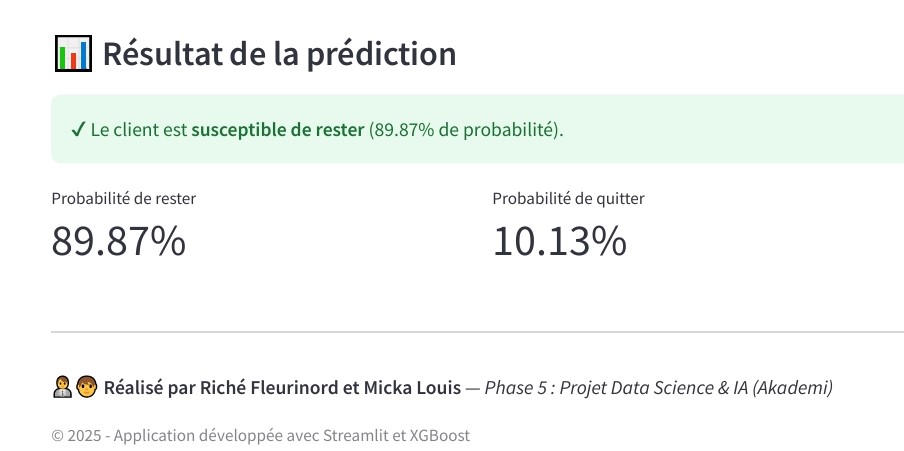 Résultat de la prédiction
✓ Le client est susceptible de rester (89.87% de probabilité).
Probabilité de rester
Probabilité de quitter
89.87%
10.13%
Réalisé par Riché Fleurinord et Micka Louis — Phase 5 : Projet Data Science & IA (Akademi)
© 2025 - Application développée avec Streamlit et XGBoost